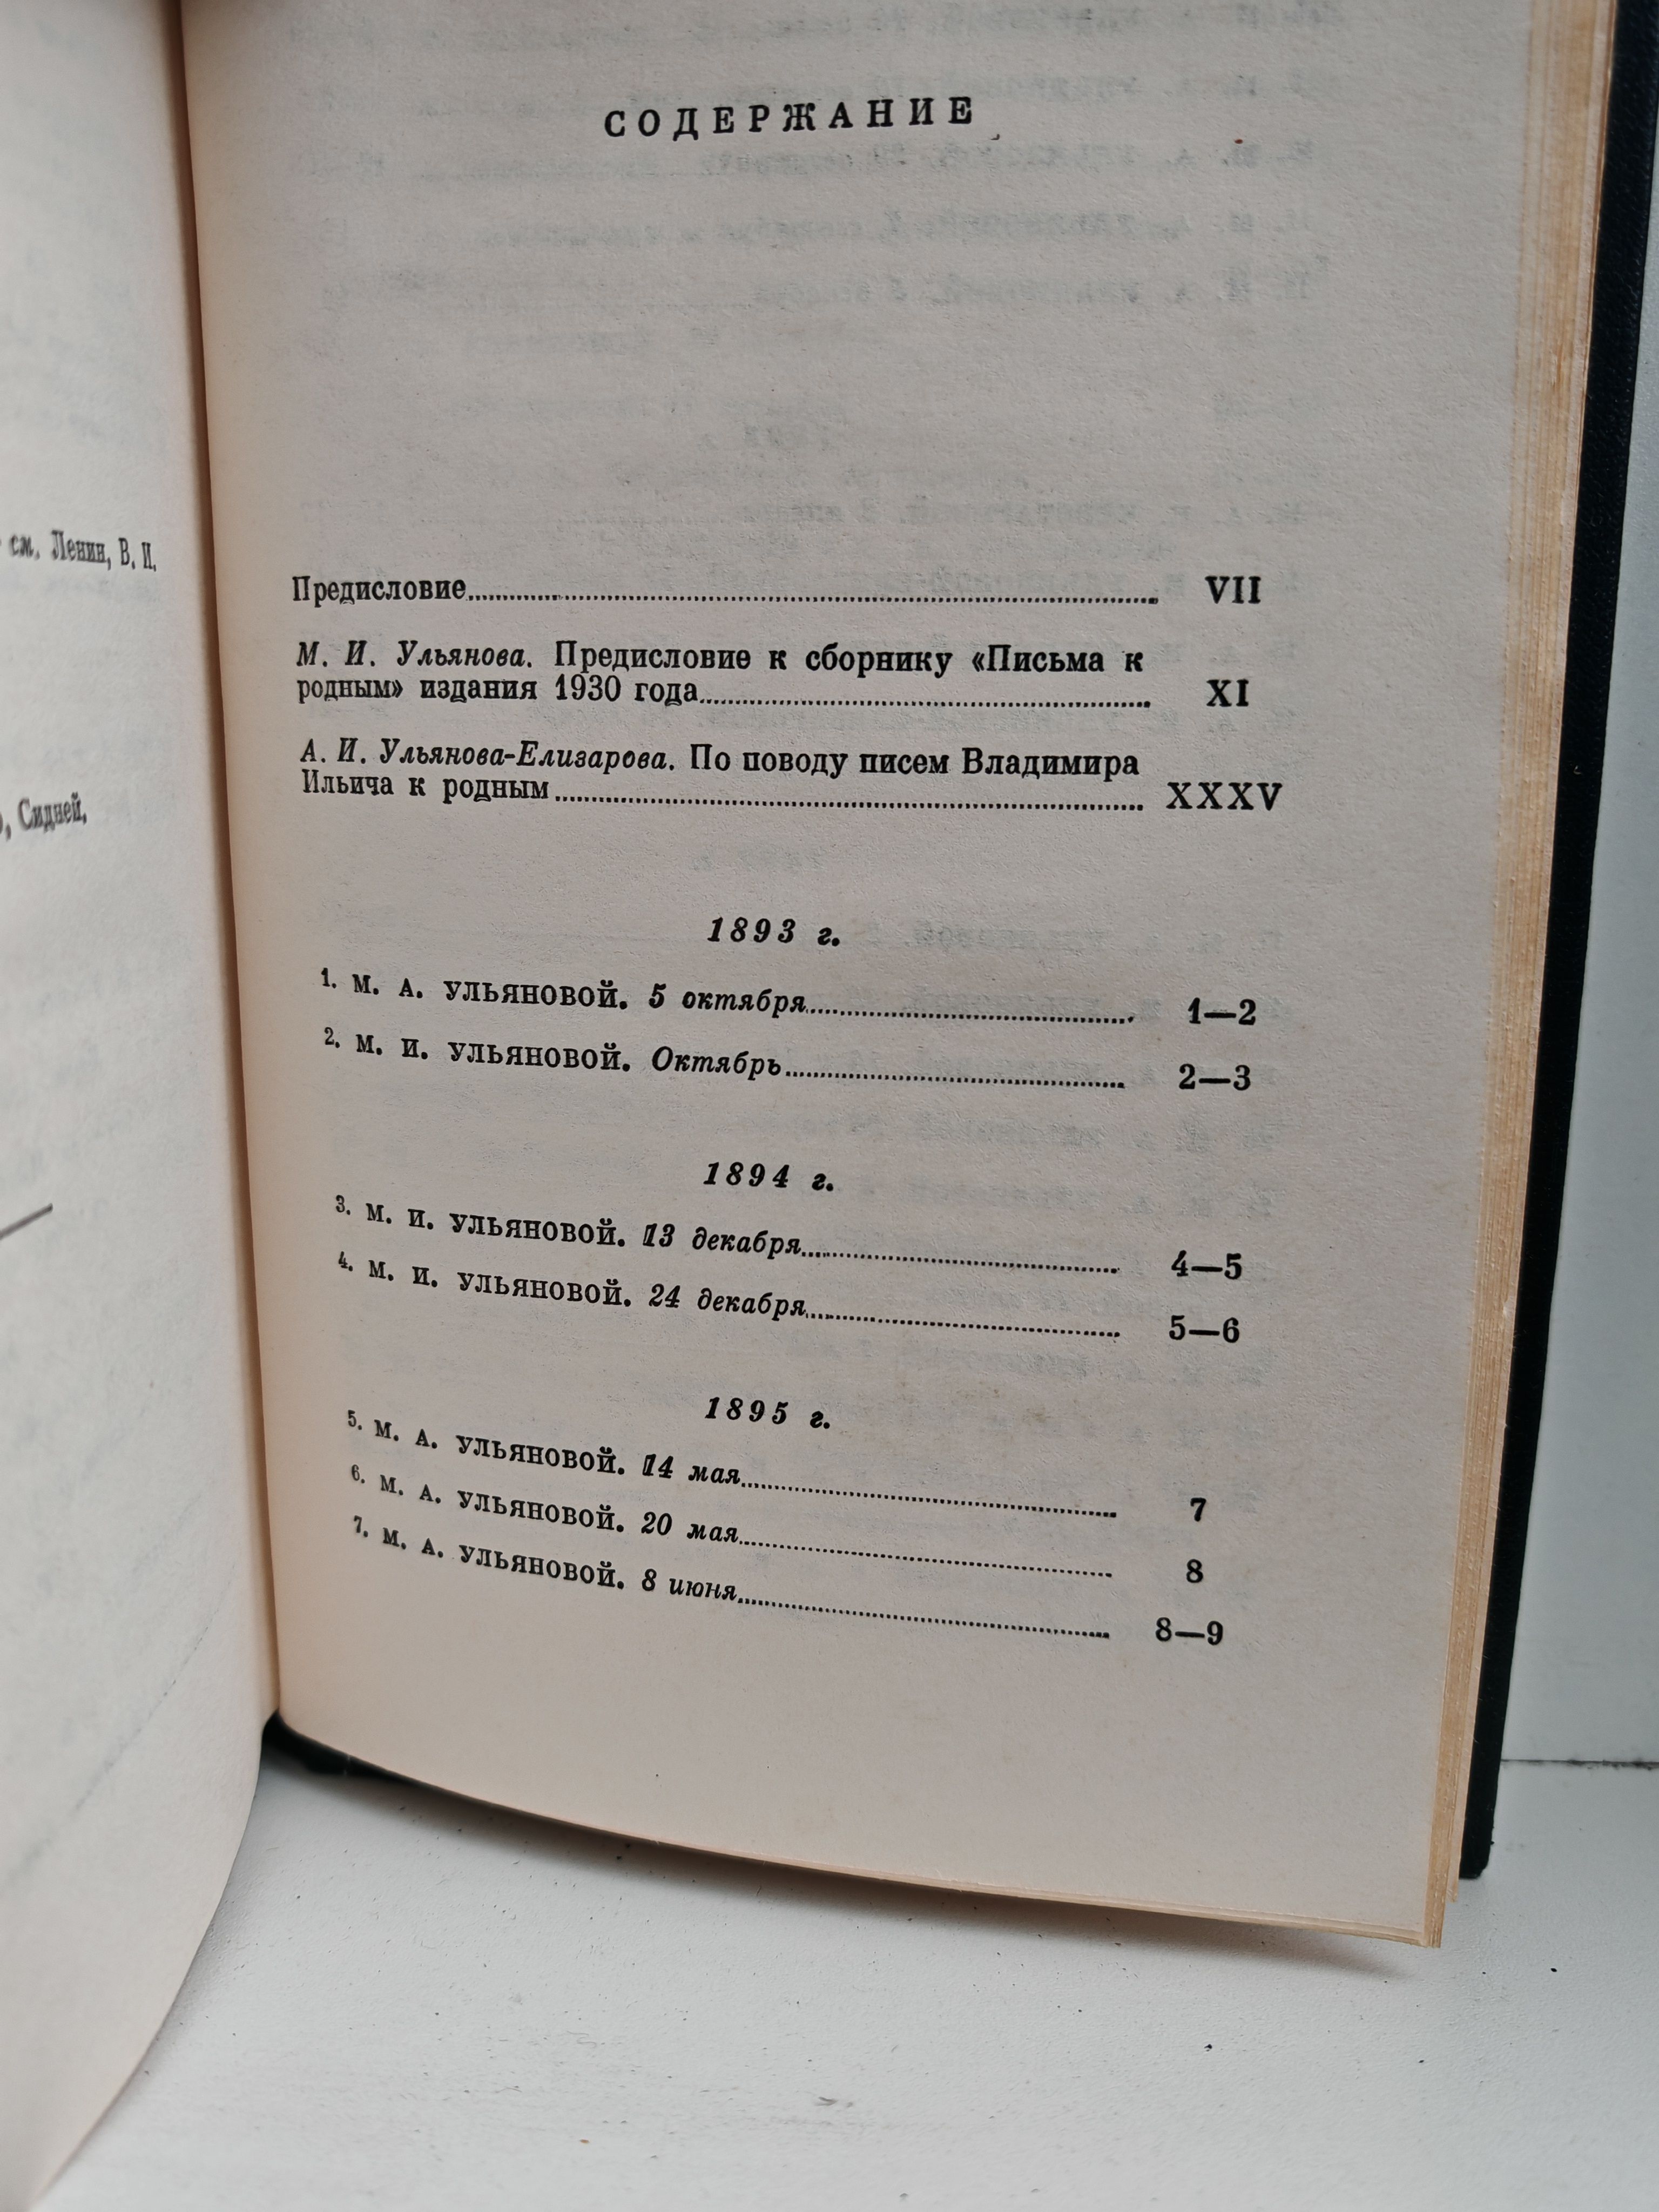 см. Ленин, В. И.
Сидней,
СОДЕРЖАНИЕ
Предисловие VII
М. И. Ульянова. Предисловие к сборнику «Письма к
родным» издания 1930 года XI
А. И. Ульянова-Елизарова. По поводу писем Владимира
Ильича к родным XXXV
1893 г.
1. М. А. УЛЬЯНОВОЙ. 5 октября 1—2
2. М. И. УЛЬЯНОВОЙ. Октябрь 2—3
1894 г.
3. М. И. УЛЬЯНОВОЙ. 13 декабря 4—5
4. М. И. УЛЬЯНОВОЙ. 24 декабря 5—6
1895 г.
5. М. А. УЛЬЯНОВОЙ. 14 мая 7
6. М. А. УЛЬЯНОВОЙ. 20 мая 8
7. М. А. УЛЬЯНОВОЙ. 8 июня 8—9